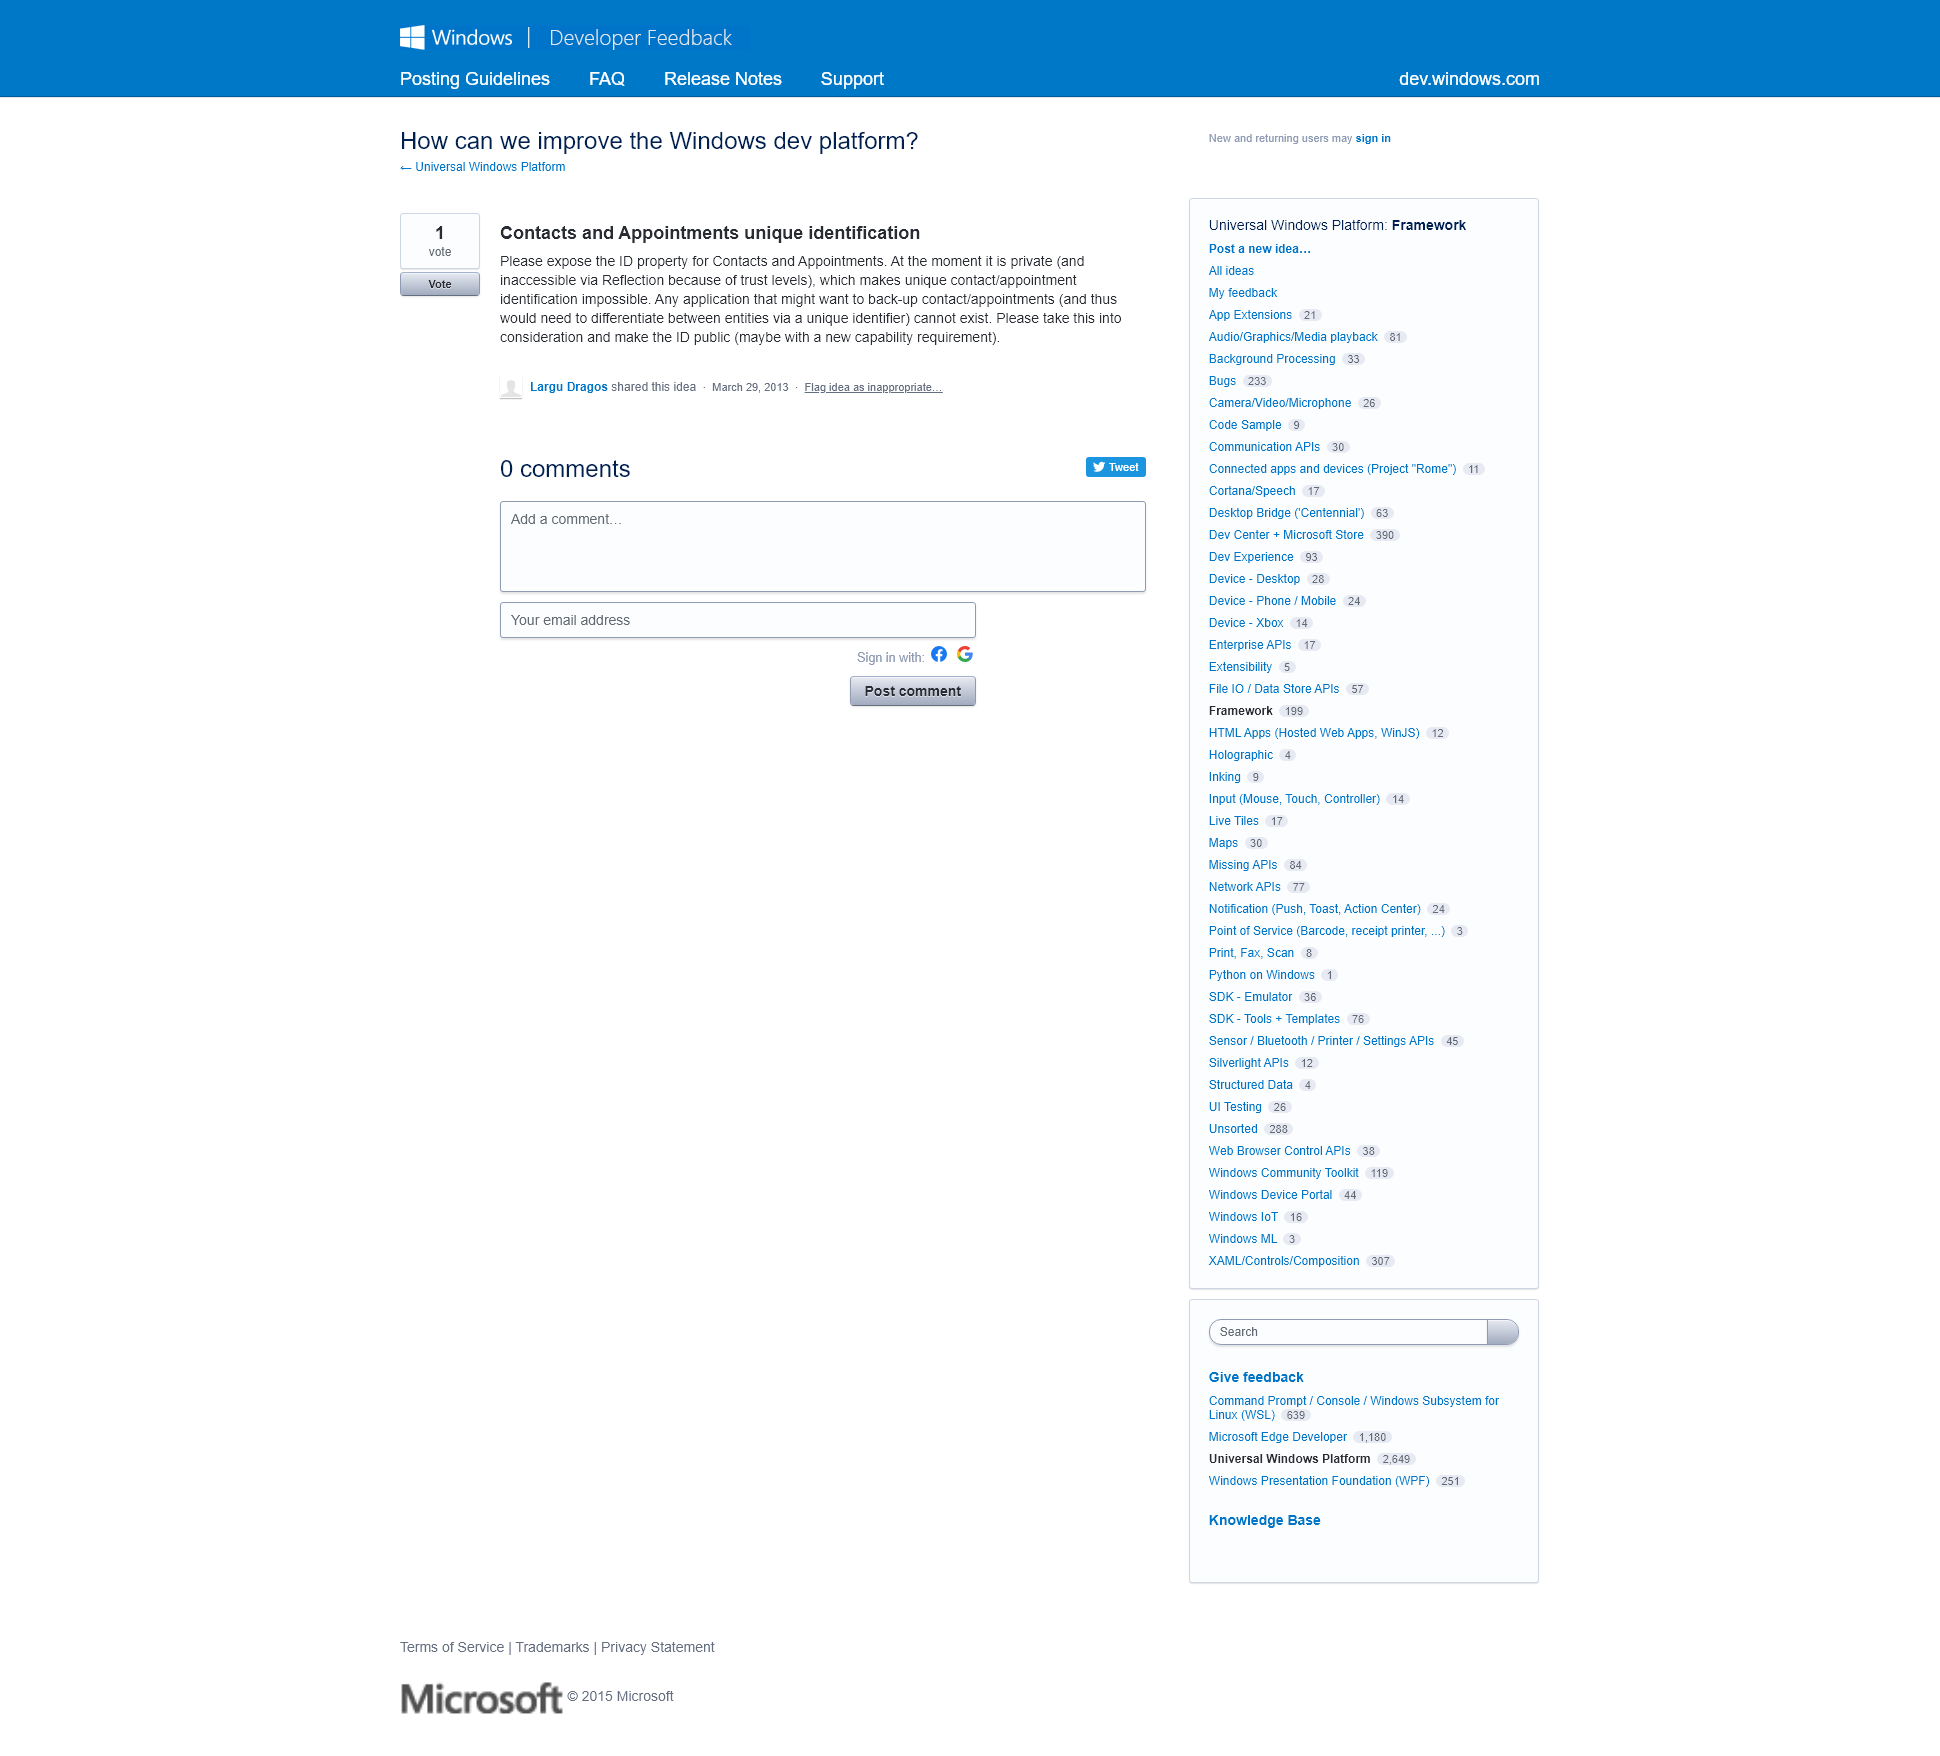 Windows | Developer Feedback
Posting Guidelines FAQ Release Notes Support dev.windows.com
How can we improve the Windows dev platform?
← Universal Windows Platform
New and returning users may sign in
1
vote
Vote
Contacts and Appointments unique identification
Please expose the ID property for Contacts and Appointments. At the moment it is private (and
inaccessible via Reflection because of trust levels), which makes unique contact/appointment
identification impossible. Any application that might want to back-up contact/appointments (and thus
would need to differentiate between entities via a unique identifier) cannot exist. Please take this into
consideration and make the ID public (maybe with a new capability requirement).
Largu Dragos shared this idea · March 29, 2013 · Flag idea as inappropriate…
0 comments
Tweet
Add a comment…
Your email address
Sign in with:
Post comment
Universal Windows Platform: Framework
Post a new idea…
All ideas
My feedback
App Extensions 21
Audio/Graphics/Media playback 81
Background Processing 33
Bugs 233
Camera/Video/Microphone 26
Code Sample 9
Communication APIs 30
Connected apps and devices (Project "Rome") 11
Cortana/Speech 17
Desktop Bridge ('Centennial') 63
Dev Center + Microsoft Store 390
Dev Experience 93
Device - Desktop 28
Device - Phone / Mobile 24
Device - Xbox 14
Enterprise APIs 17
Extensibility 5
File IO / Data Store APIs 57
Framework 199
HTML Apps (Hosted Web Apps, WinJS) 12
Holographic 4
Inking 9
Input (Mouse, Touch, Controller) 14
Live Tiles 17
Maps 30
Missing APIs 84
Network APIs 77
Notification (Push, Toast, Action Center) 24
Point of Service (Barcode, receipt printer, ...) 3
Print, Fax, Scan 8
Python on Windows 1
SDK - Emulator 36
SDK - Tools + Templates 76
Sensor / Bluetooth / Printer / Settings APIs 45
Silverlight APIs 12
Structured Data 4
UI Testing 26
Unsorted 288
Web Browser Control APIs 38
Windows Community Toolkit 119
Windows Device Portal 44
Windows IoT 16
Windows ML 3
XAML/Controls/Composition 307
Search
Give feedback
Command Prompt / Console / Windows Subsystem for
Linux (WSL) 639
Microsoft Edge Developer 1,180
Universal Windows Platform 2,649
Windows Presentation Foundation (WPF) 251
Knowledge Base
Terms of Service | Trademarks | Privacy Statement
Microsoft © 2015 Microsoft